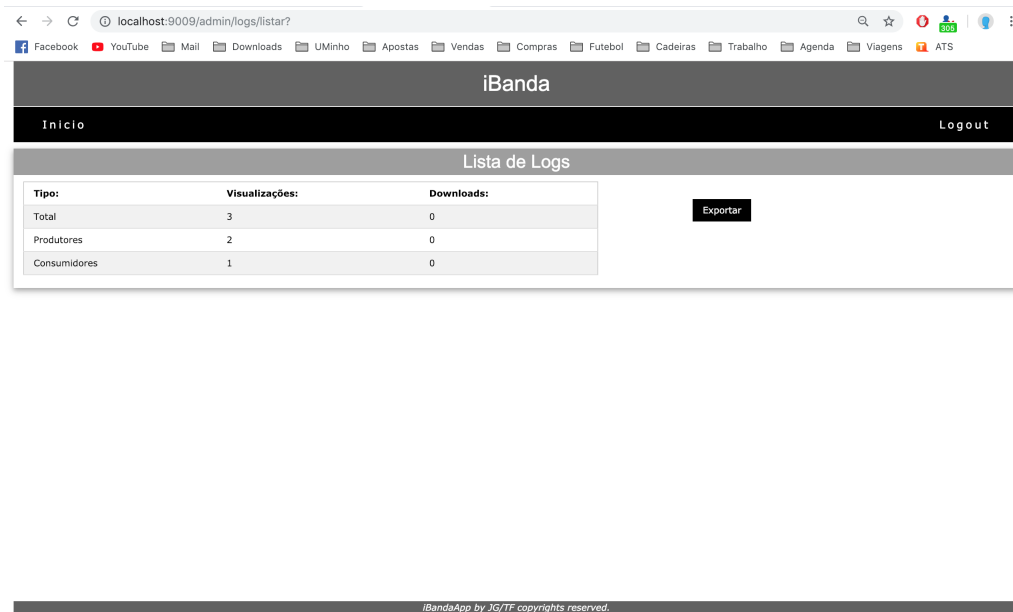 localhost:9009/admin/logs/listar?
305
Facebook YouTube Mail Downloads UMinho Apostas Vendas Compras Futebol Cadeiras Trabalho Agenda Viagens ATS
iBanda
Inicio Logout
Lista de Logs
Tipo: Visualizações: Downloads:
Exportar
Total 3 0
Produtores 2 0
Consumidores 1 0
iBandaApp by JG/TF copyrights reserved.